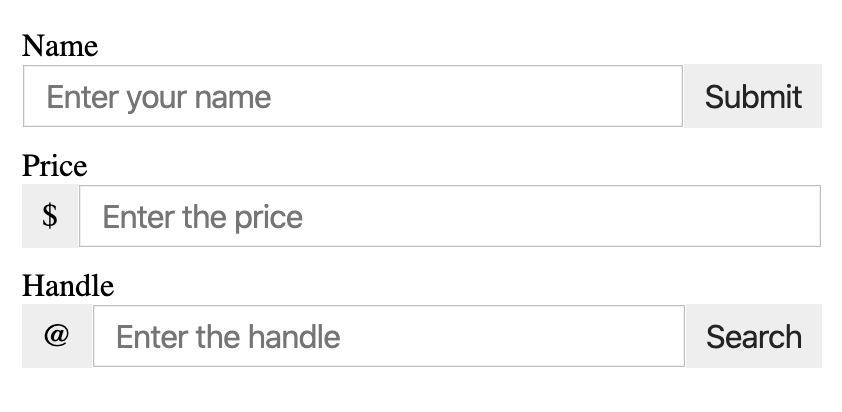 Name
Enter your name Submit
Price
$ Enter the price
Handle
@ Enter the handle Search